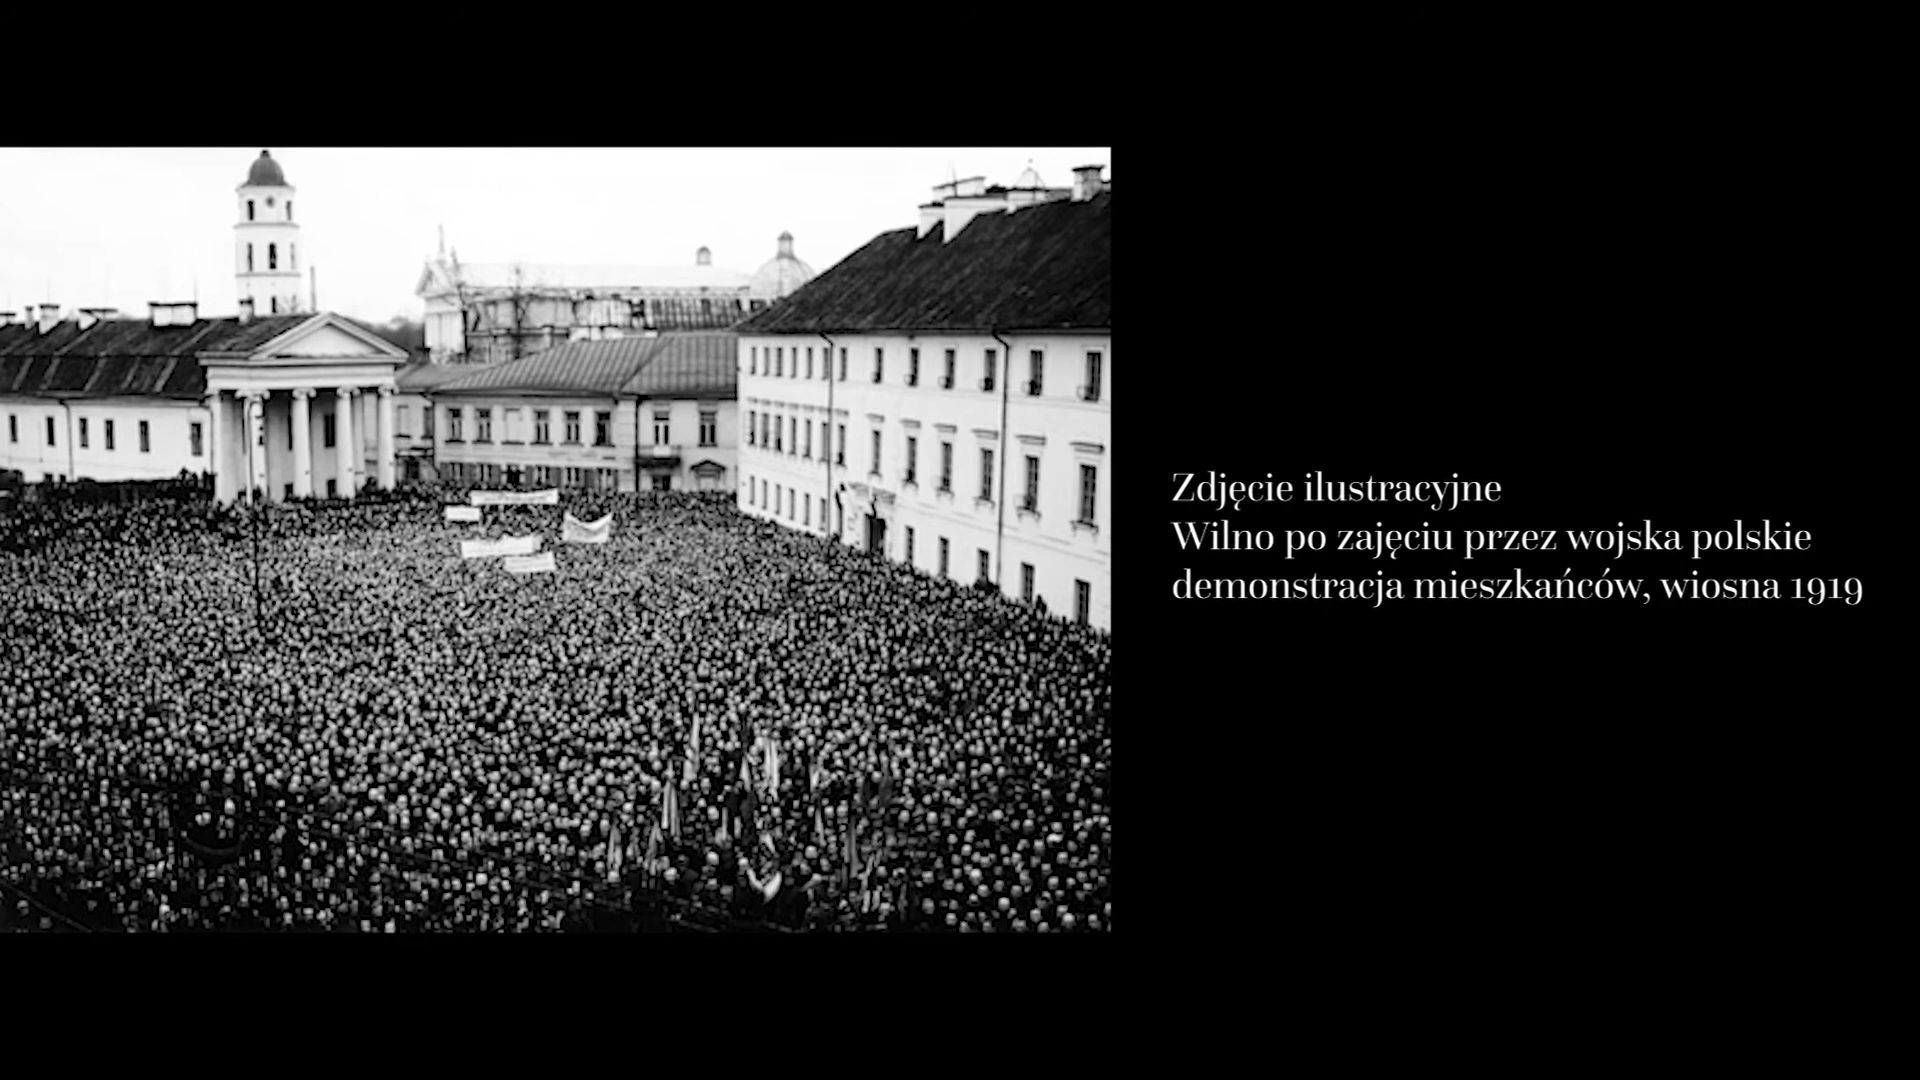 Zdjęcie ilustracyjne
Wilno po zajęciu przez wojska polskie
demonstracja mieszkańców, wiosna 1919